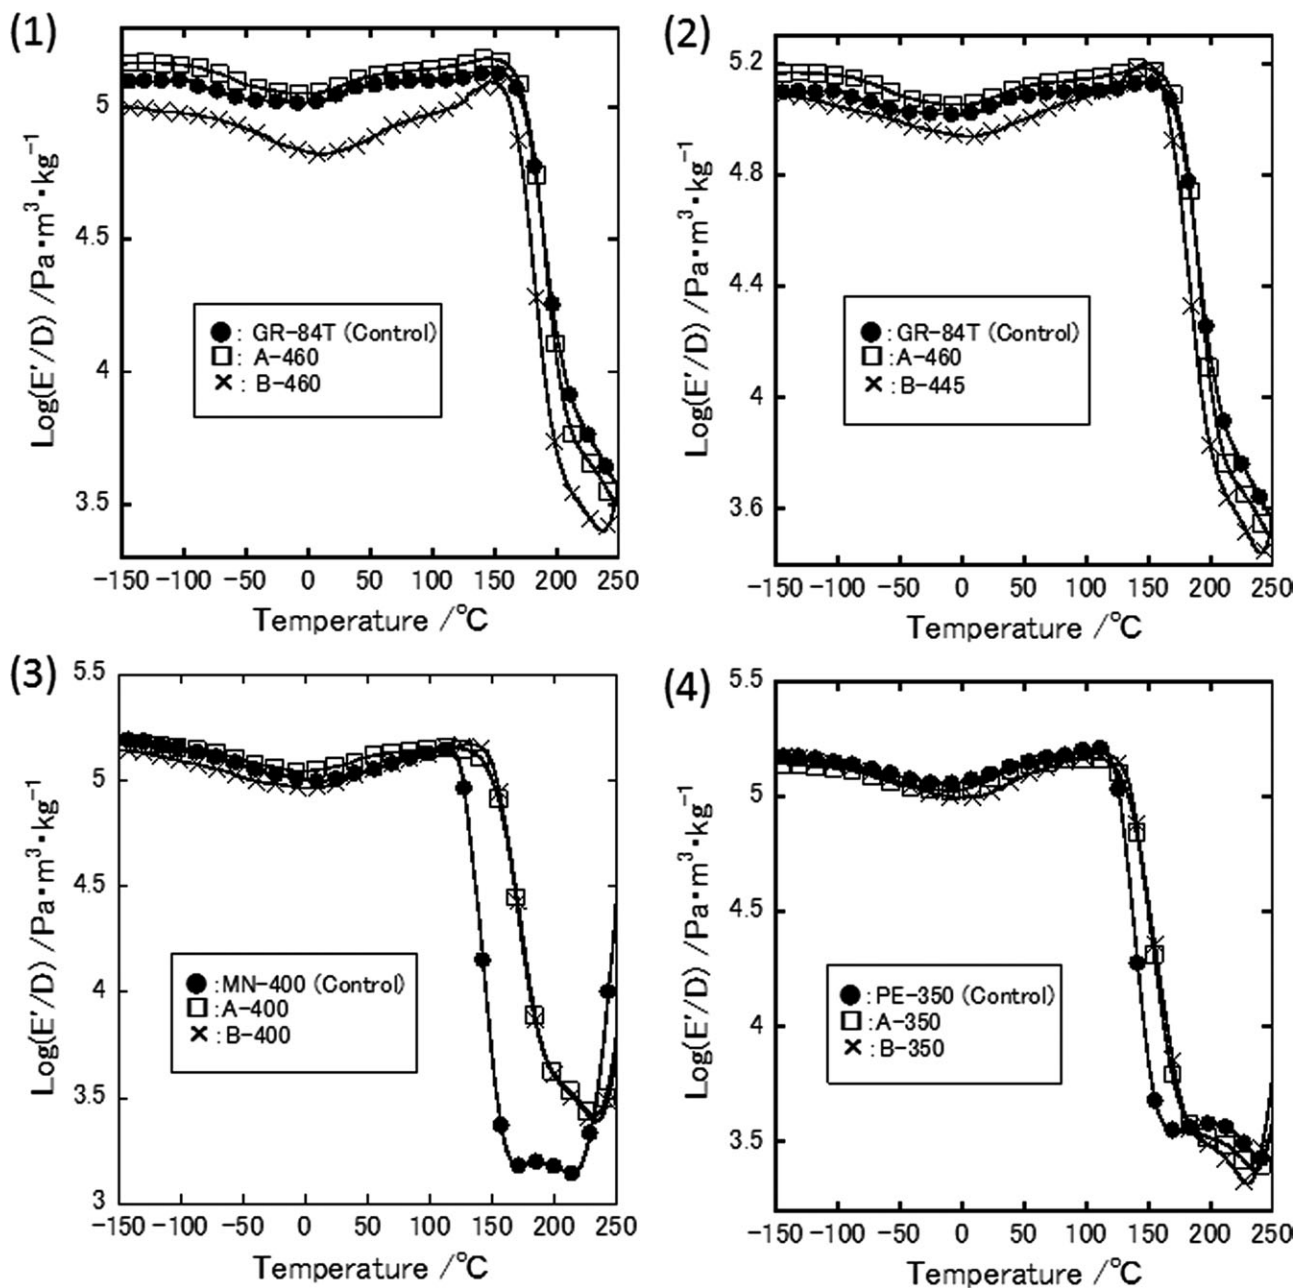 (1)
Log(E′/D) /Pa・m³・kg⁻¹
5
4.5
4
3.5
●: GR-84T (Control)
□: A-460
×: B-460
-150 -100 -50 0 50 100 150 200 250
Temperature /℃
(2)
Log(E′/D) /Pa・m³・kg⁻¹
5.2
4.8
4.4
4
3.6
●: GR-84T (Control)
□: A-460
×: B-445
-150 -100 -50 0 50 100 150 200 250
Temperature /℃
(3)
Log(E′/D) /Pa・m³・kg⁻¹
5.5
5
4.5
4
3.5
3
●: MN-400 (Control)
□: A-400
×: B-400
-150 -100 -50 0 50 100 150 200 250
Temperature /℃
(4)
Log(E′/D) /Pa・m³・kg⁻¹
5.5
5
4.5
4
3.5
●: PE-350 (Control)
□: A-350
×: B-350
-150 -100 -50 0 50 100 150 200 250
Temperature /℃